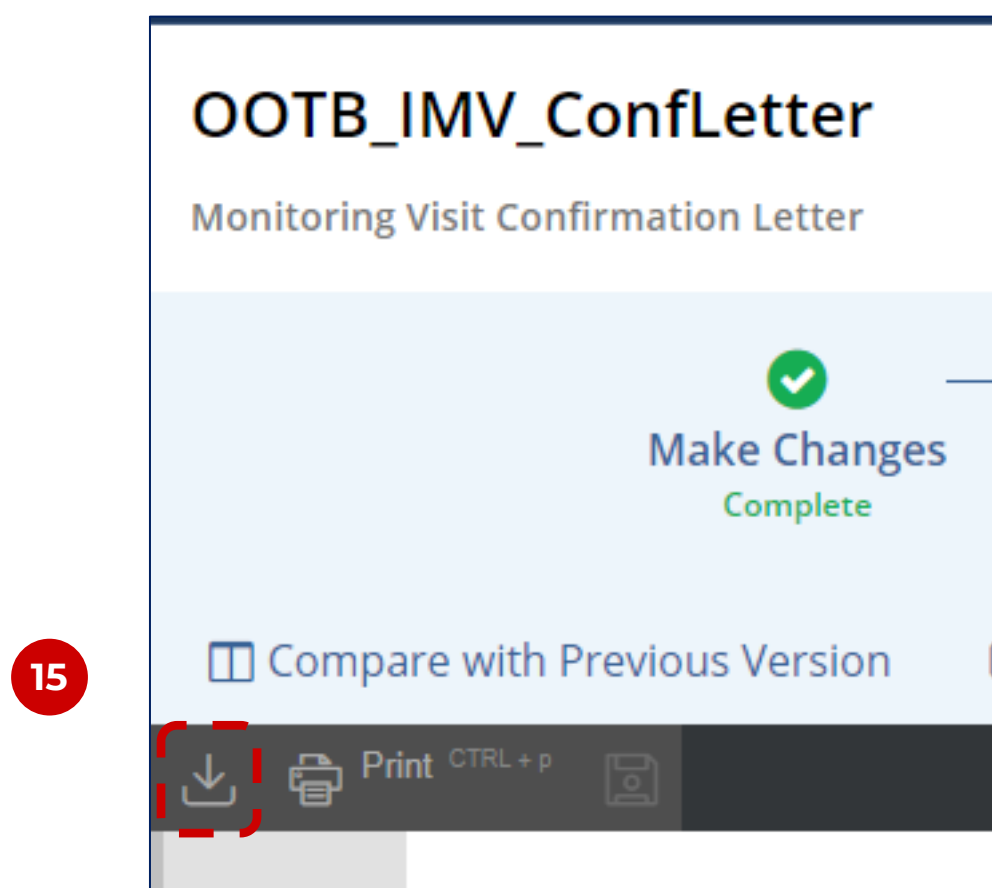 OOTB_IMV_ConfLetter
Monitoring Visit Confirmation Letter
Make Changes
Complete
15
Compare with Previous Version
Print CTRL + p